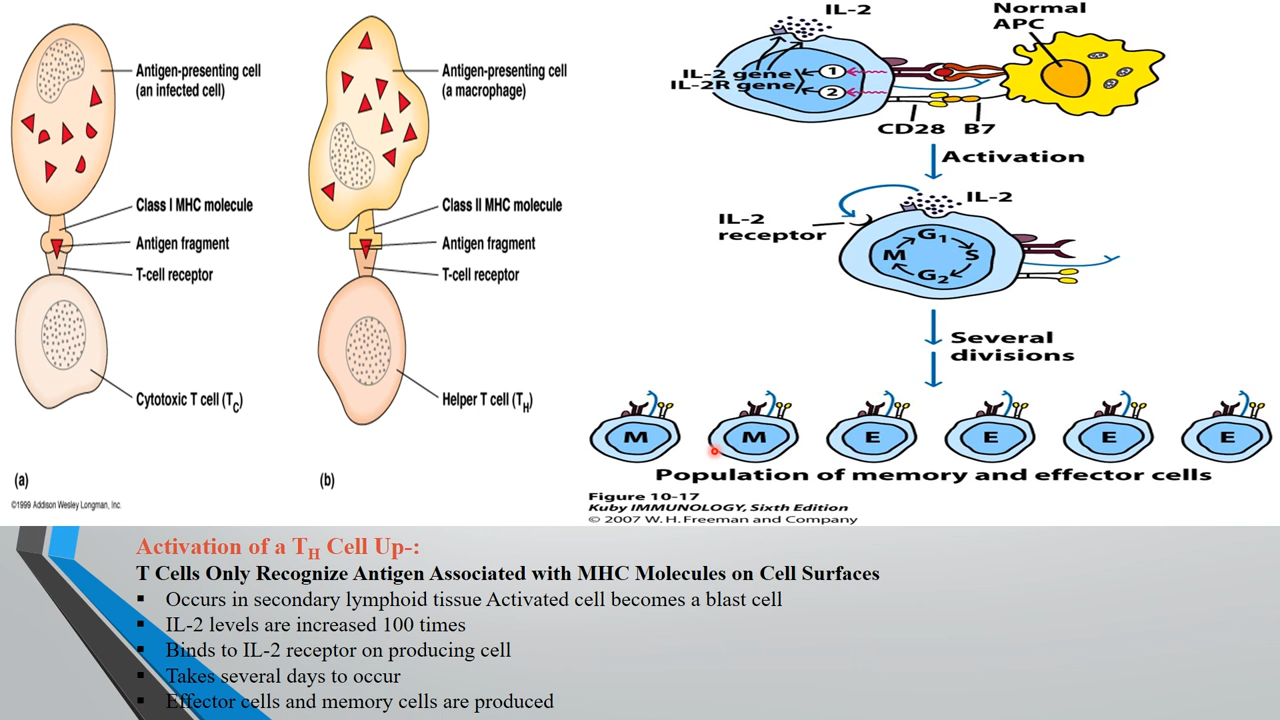 Antigen-presenting cell
(an infected cell)
Class I MHC molecule
Antigen fragment
T-cell receptor
Cytotoxic T cell (TC)
(a)
©1999 Addison Wesley Longman, Inc.
Antigen-presenting cell
(a macrophage)
Class II MHC molecule
Antigen fragment
T-cell receptor
Helper T cell (TH)
(b)
IL-2
Normal
APC
IL-2 gene
IL-2R gene
1
2
CD28 B7
Activation
IL-2
IL-2
receptor
G1
M S
G2
Several
divisions
M M E E E E
Population of memory and effector cells
Figure 10-17
Kuby IMMUNOLOGY, Sixth Edition
© 2007 W. H. Freeman and Company
Activation of a TH Cell Up-:
T Cells Only Recognize Antigen Associated with MHC Molecules on Cell Surfaces
▪ Occurs in secondary lymphoid tissue Activated cell becomes a blast cell
▪ IL-2 levels are increased 100 times
▪ Binds to IL-2 receptor on producing cell
▪ Takes several days to occur
▪ Effector cells and memory cells are produced